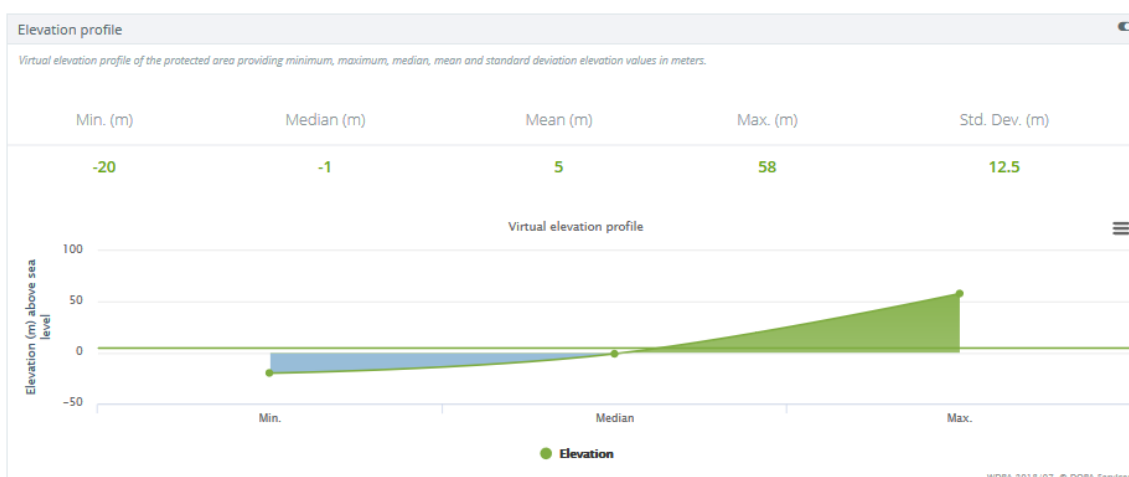 Elevation profile
Virtual elevation profile of the protected area providing minimum, maximum, median, mean and standard deviation elevation values in meters.
Min. (m) Median (m) Mean (m) Max. (m) Std. Dev. (m)
-20 -1 5 58 12.5
Virtual elevation profile
Elevation (m) above sea
level
100
50
0
−50
Min. Median Max.
Elevation